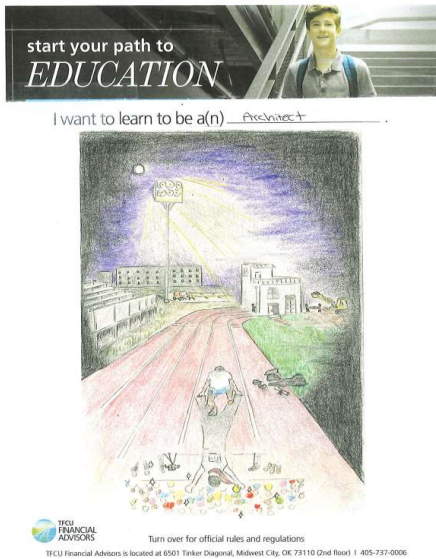 start your path to
EDUCATION
I want to learn to be a(n) Architect .
TFCU
FINANCIAL
ADVISORS
Turn over for official rules and regulations
TFCU Financial Advisors is located at 6501 Tinker Diagonal, Midwest City, OK 73110 (2nd floor) | 405-737-0006